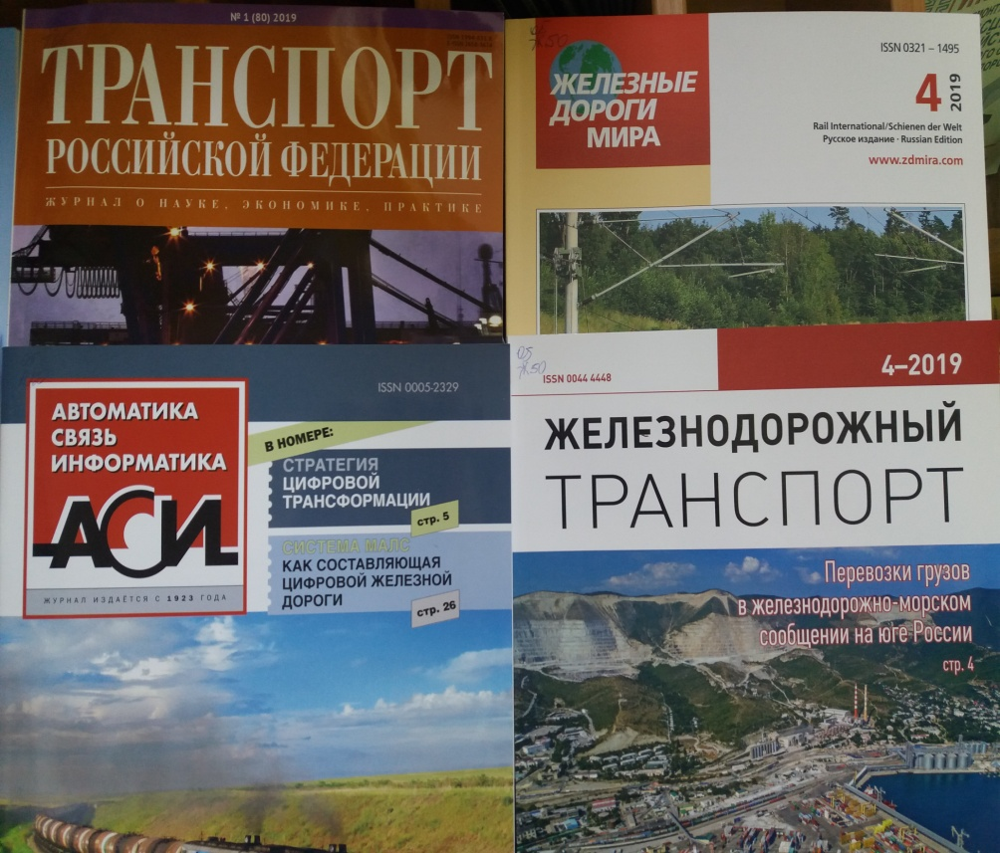 № 1 (80) 2019
ТРАНСПОРТ
РОССИЙСКОЙ ФЕДЕРАЦИИ
ЖУРНАЛ О НАУКЕ, ЭКОНОМИКЕ, ПРАКТИКЕ
ЖЕЛЕЗНЫЕ
ДОРОГИ
МИРА
ISSN 0321 – 1495
4 2019
Rail International/Schienen der Welt
Русское издание · Russian Edition
www.zdmira.com
ISSN 0005-2329
АВТОМАТИКА
СВЯЗЬ
ИНФОРМАТИКА
АСИ
ЖУРНАЛ ИЗДАЁТСЯ С 1923 ГОДА
В НОМЕРЕ:
СТРАТЕГИЯ
ЦИФРОВОЙ
ТРАНСФОРМАЦИИ
стр. 5
СИСТЕМА МАЛС
КАК СОСТАВЛЯЮЩАЯ
ЦИФРОВОЙ ЖЕЛЕЗНОЙ
ДОРОГИ
стр. 26
ISSN 0044 4448
4–2019
ЖЕЛЕЗНОДОРОЖНЫЙ
ТРАНСПОРТ
Перевозки грузов
в железнодорожно-морском
сообщении на юге России
стр. 4